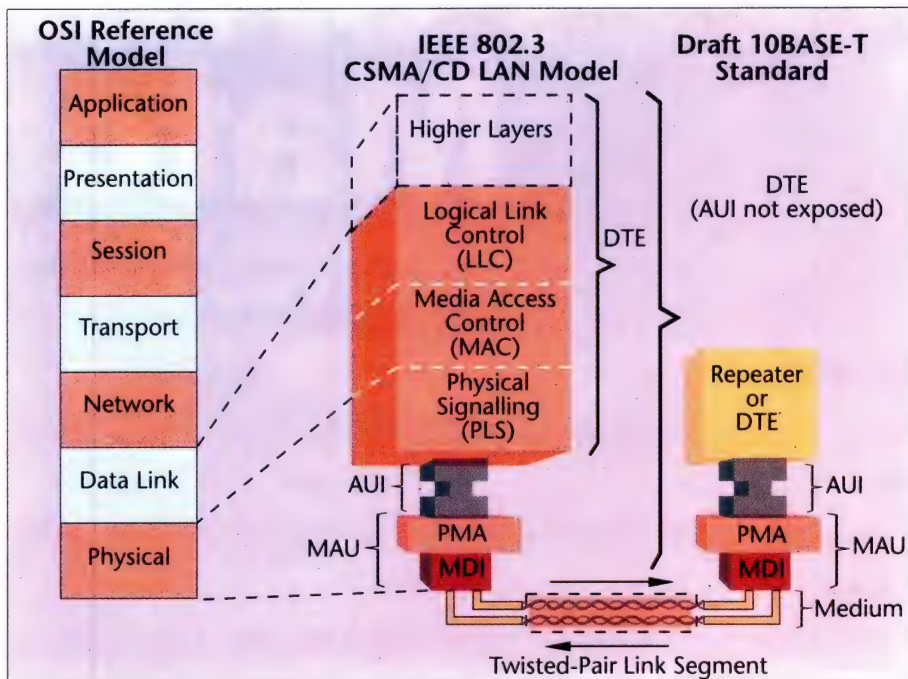 OSI Reference
Model
Application
Presentation
Session
Transport
Network
Data Link
Physical
IEEE 802.3
CSMA/CD LAN Model
Higher Layers
Logical Link
Control
(LLC)
Media Access
Control
(MAC)
Physical
Signalling
(PLS)
DTE
AUI
MAU
PMA
MDI
Draft 10BASE-T
Standard
DTE
(AUI not exposed)
Repeater
or
DTE
AUI
PMA
MAU
MDI
Medium
Twisted-Pair Link Segment